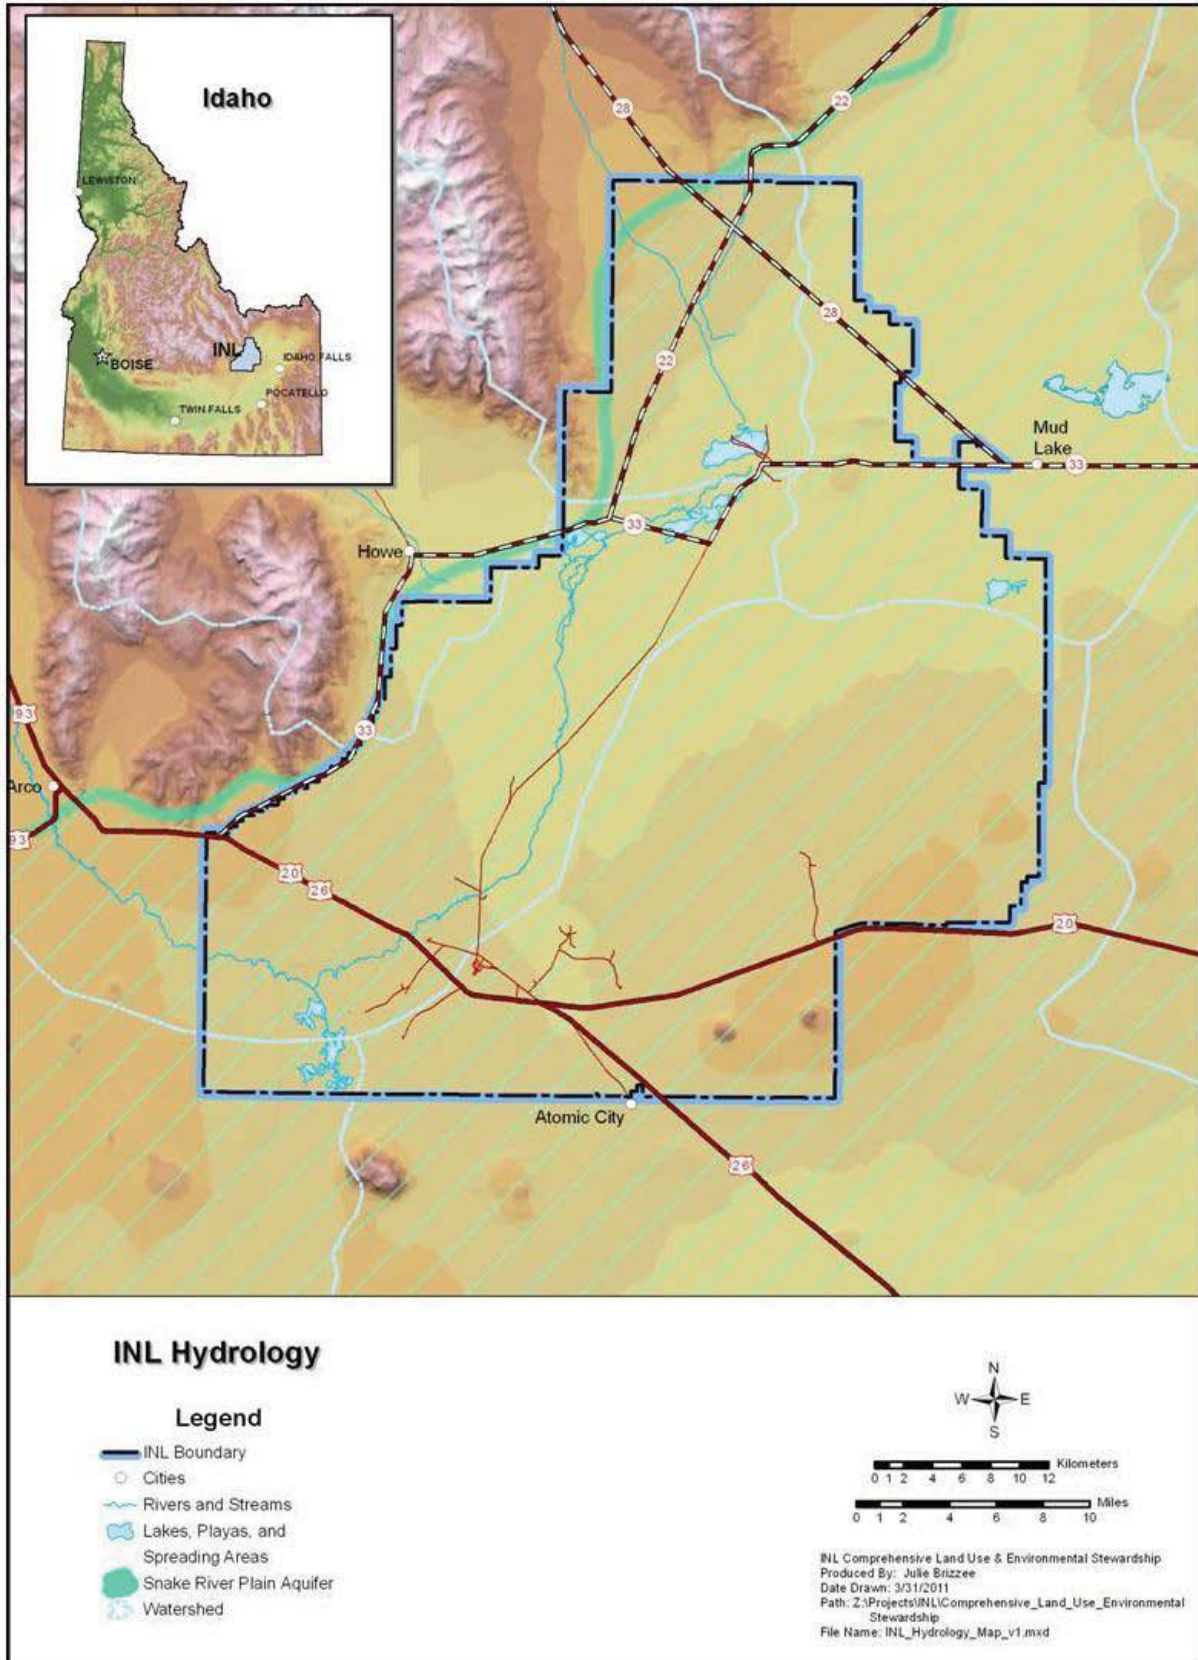 Idaho
LEWISTON
BOISE
INL
IDAHO FALLS
POCATELLO
TWIN FALLS
28
22
28
22
Mud
Lake
33
33
Howe
33
93
Arco
93
20
26
20
Atomic City
26
INL Hydrology
Legend
INL Boundary
Cities
Rivers and Streams
Lakes, Playas, and
Spreading Areas
Snake River Plain Aquifer
Watershed
N
W E
S
Kilometers
0 1 2 4 6 8 10 12
Miles
0 1 2 4 6 8 10
INL Comprehensive Land Use & Environmental Stewardship
Produced By: Julie Brizzee
Date Drawn: 3/31/2011
Path: Z:\Projects\INL\Comprehensive_Land_Use_Environmental
Stewardship
File Name: INL_Hydrology_Map_v1.mxd